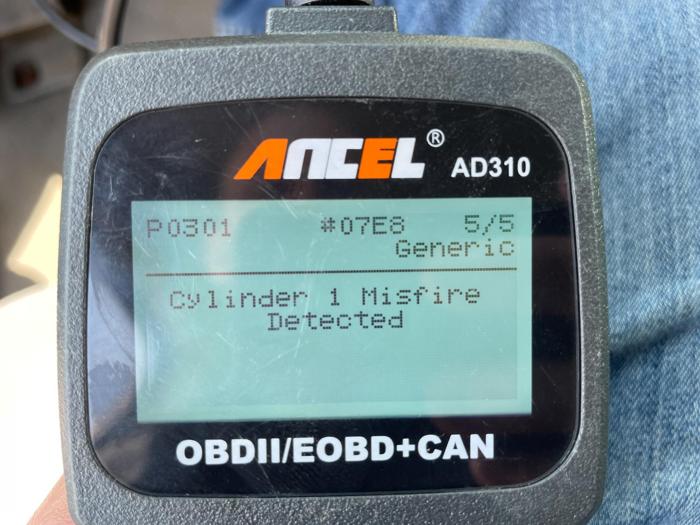 ANCEL® AD310
P0301 #07E8 5/5
Generic
Cylinder 1 Misfire
Detected
OBDII/EOBD+CAN